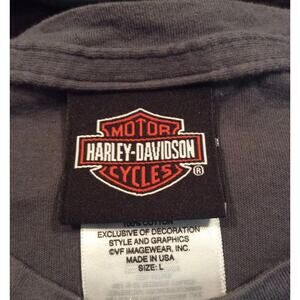 MOTOR
HARLEY-DAVIDSON
CYCLES
®
100% COTTON
EXCLUSIVE OF DECORATION
STYLE AND GRAPHICS
©VF IMAGEWEAR, INC.
MADE IN USA
SIZE: L